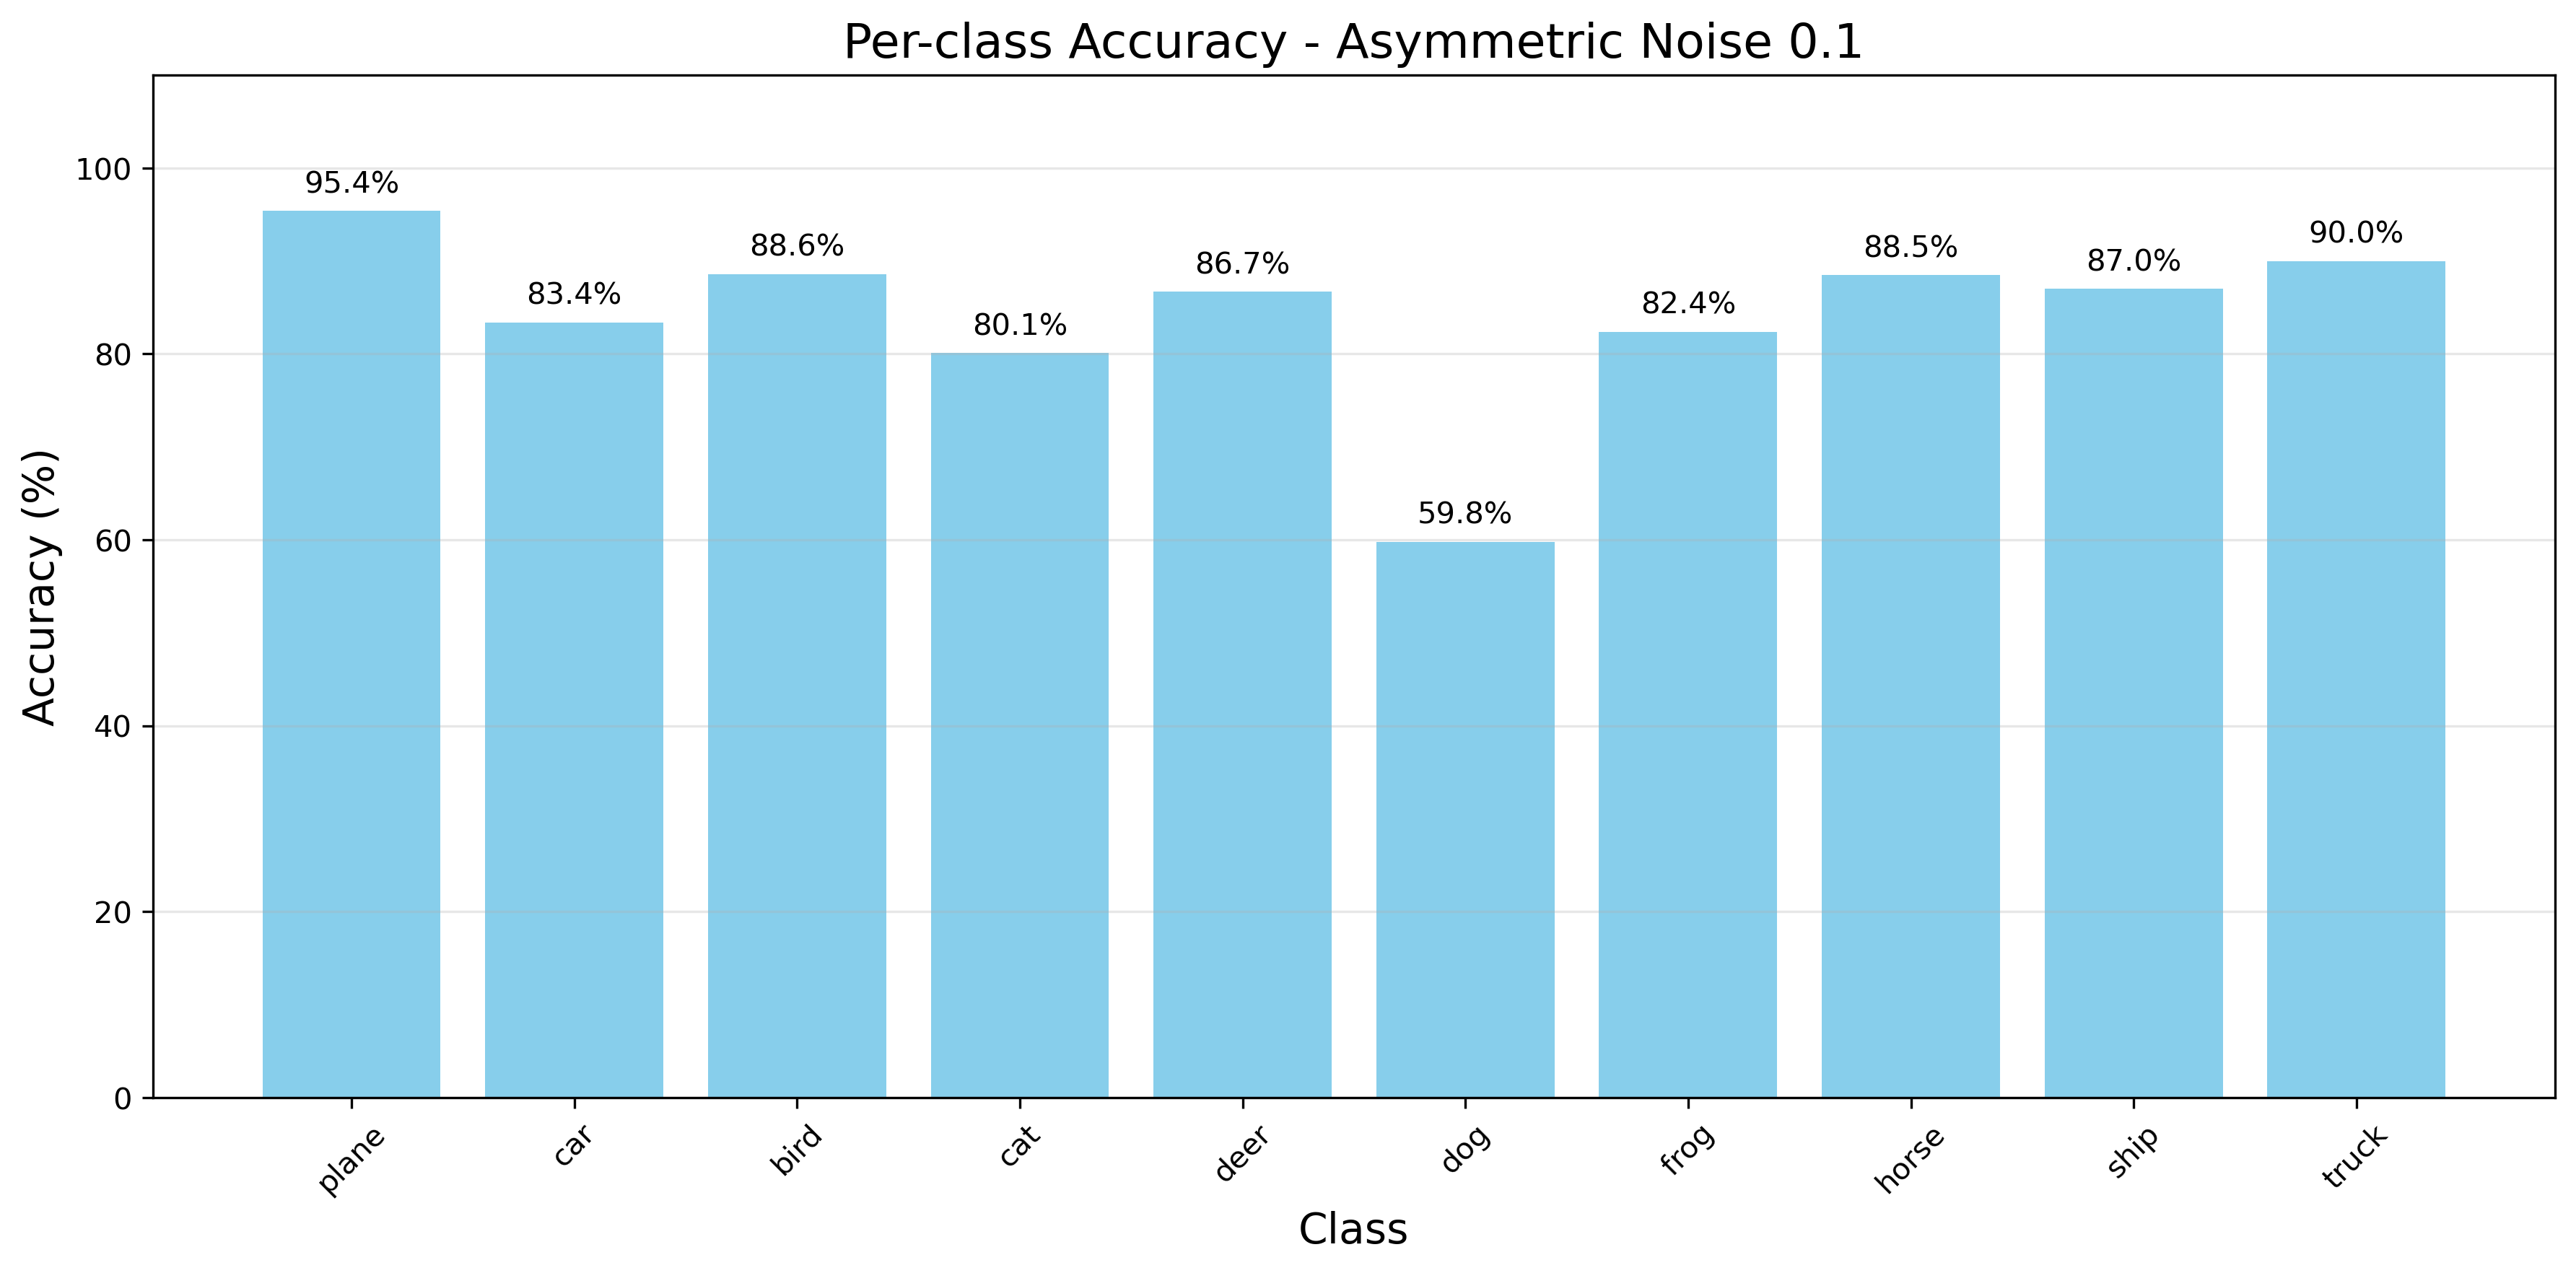 Per-class Accuracy - Asymmetric Noise 0.1
Accuracy (%)
100
80
60
40
20
0
95.4%
83.4%
88.6%
80.1%
86.7%
59.8%
82.4%
88.5%
87.0%
90.0%
plane
car
bird
cat
deer
dog
frog
horse
ship
truck
Class